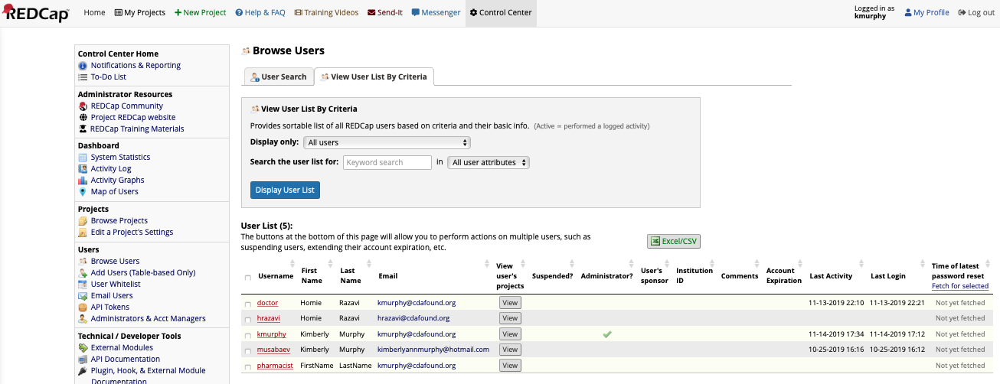 REDCap
Home My Projects New Project Help & FAQ Training Videos Send-It Messenger Control Center
Logged in as
kmurphy
My Profile Log out
Control Center Home
Notifications & Reporting
To-Do List
Administrator Resources
REDCap Community
Project REDCap website
REDCap Training Materials
Dashboard
System Statistics
Activity Log
Activity Graphs
Map of Users
Projects
Browse Projects
Edit a Project's Settings
Users
Browse Users
Add Users (Table-based Only)
User Whitelist
Email Users
API Tokens
Administrators & Acct Managers
Technical / Developer Tools
External Modules
API Documentation
Plugin, Hook, & External Module
Documentation
Browse Users
User Search View User List By Criteria
View User List By Criteria
Provides sortable list of all REDCap users based on criteria and their basic info. (Active = performed a logged activity)
Display only: All users
Search the user list for: Keyword search in All user attributes
Display User List
User List (5):
The buttons at the bottom of this page will allow you to perform actions on multiple users, such as
suspending users, extending their account expiration, etc.
Excel/CSV
Username First Name Last Name Email View user's projects Suspended? Administrator? User's sponsor Institution ID Comments Account Expiration Last Activity Last Login Time of latest password reset Fetch for selected
doctor Homie Razavi kmurphy@cdafound.org View 11-13-2019 22:10 11-13-2019 22:21 Not yet fetched
hrazavi Homie Razavi hrazavi@cdafound.org View Not yet fetched
kmurphy Kimberly Murphy kmurphy@cdafound.org View 11-14-2019 17:34 11-14-2019 17:12 Not yet fetched
musabaev Kimberly Murphy kimberlyannmurphy@hotmail.com View 10-25-2019 16:16 10-25-2019 16:12 Not yet fetched
pharmacist FirstName LastName kmurphy@cdafound.org View Not yet fetched